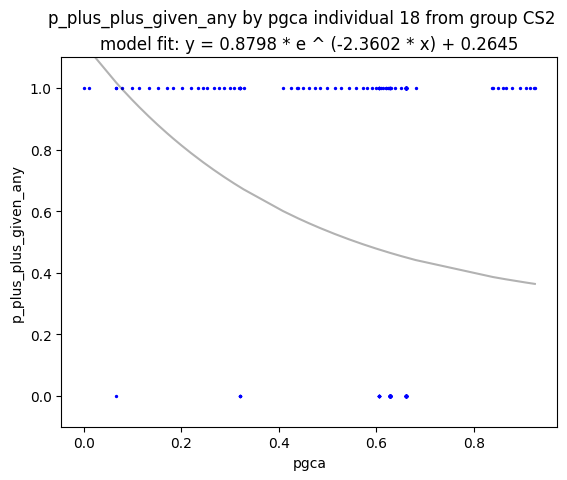 p_plus_plus_given_any by pgca individual 18 from group CS2
model fit: y = 0.8798 * e ^ (-2.3602 * x) + 0.2645
1.0
0.8
0.6
0.4
0.2
0.0
p_plus_plus_given_any
0.0 0.2 0.4 0.6 0.8
pgca